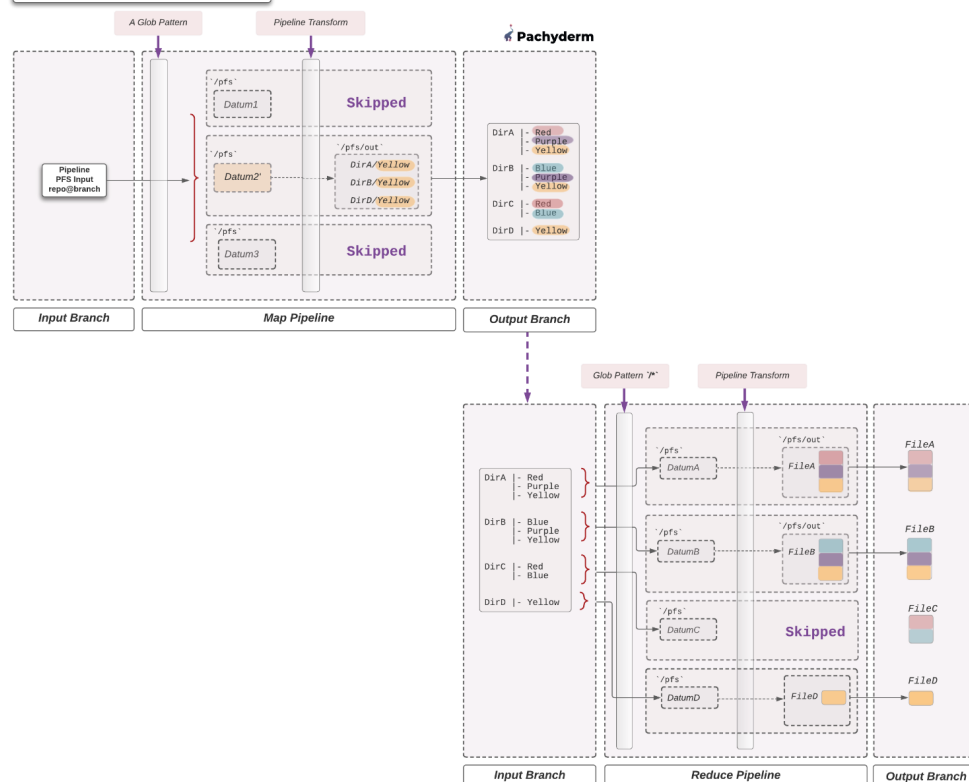 A Glob Pattern
Pipeline Transform
Pachyderm
Pipeline
PFS Input
repo@branch
`/pfs`
Datum1
Skipped
`/pfs`
Datum2'
`/pfs/out`
DirA/Yellow
DirB/Yellow
DirD/Yellow
`/pfs`
Datum3
Skipped
DirA |- Red
|- Purple
|- Yellow
DirB |- Blue
|- Purple
|- Yellow
DirC |- Red
|- Blue
DirD |- Yellow
Input Branch
Map Pipeline
Output Branch
Glob Pattern `/*`
Pipeline Transform
DirA |- Red
|- Purple
|- Yellow
DirB |- Blue
|- Purple
|- Yellow
DirC |- Red
|- Blue
DirD |- Yellow
`/pfs`
DatumA
`/pfs/out`
FileA
FileA
`/pfs`
DatumB
`/pfs/out`
FileB
FileB
`/pfs`
DatumC
Skipped
FileC
`/pfs`
DatumD
FileD
FileD
Input Branch
Reduce Pipeline
Output Branch